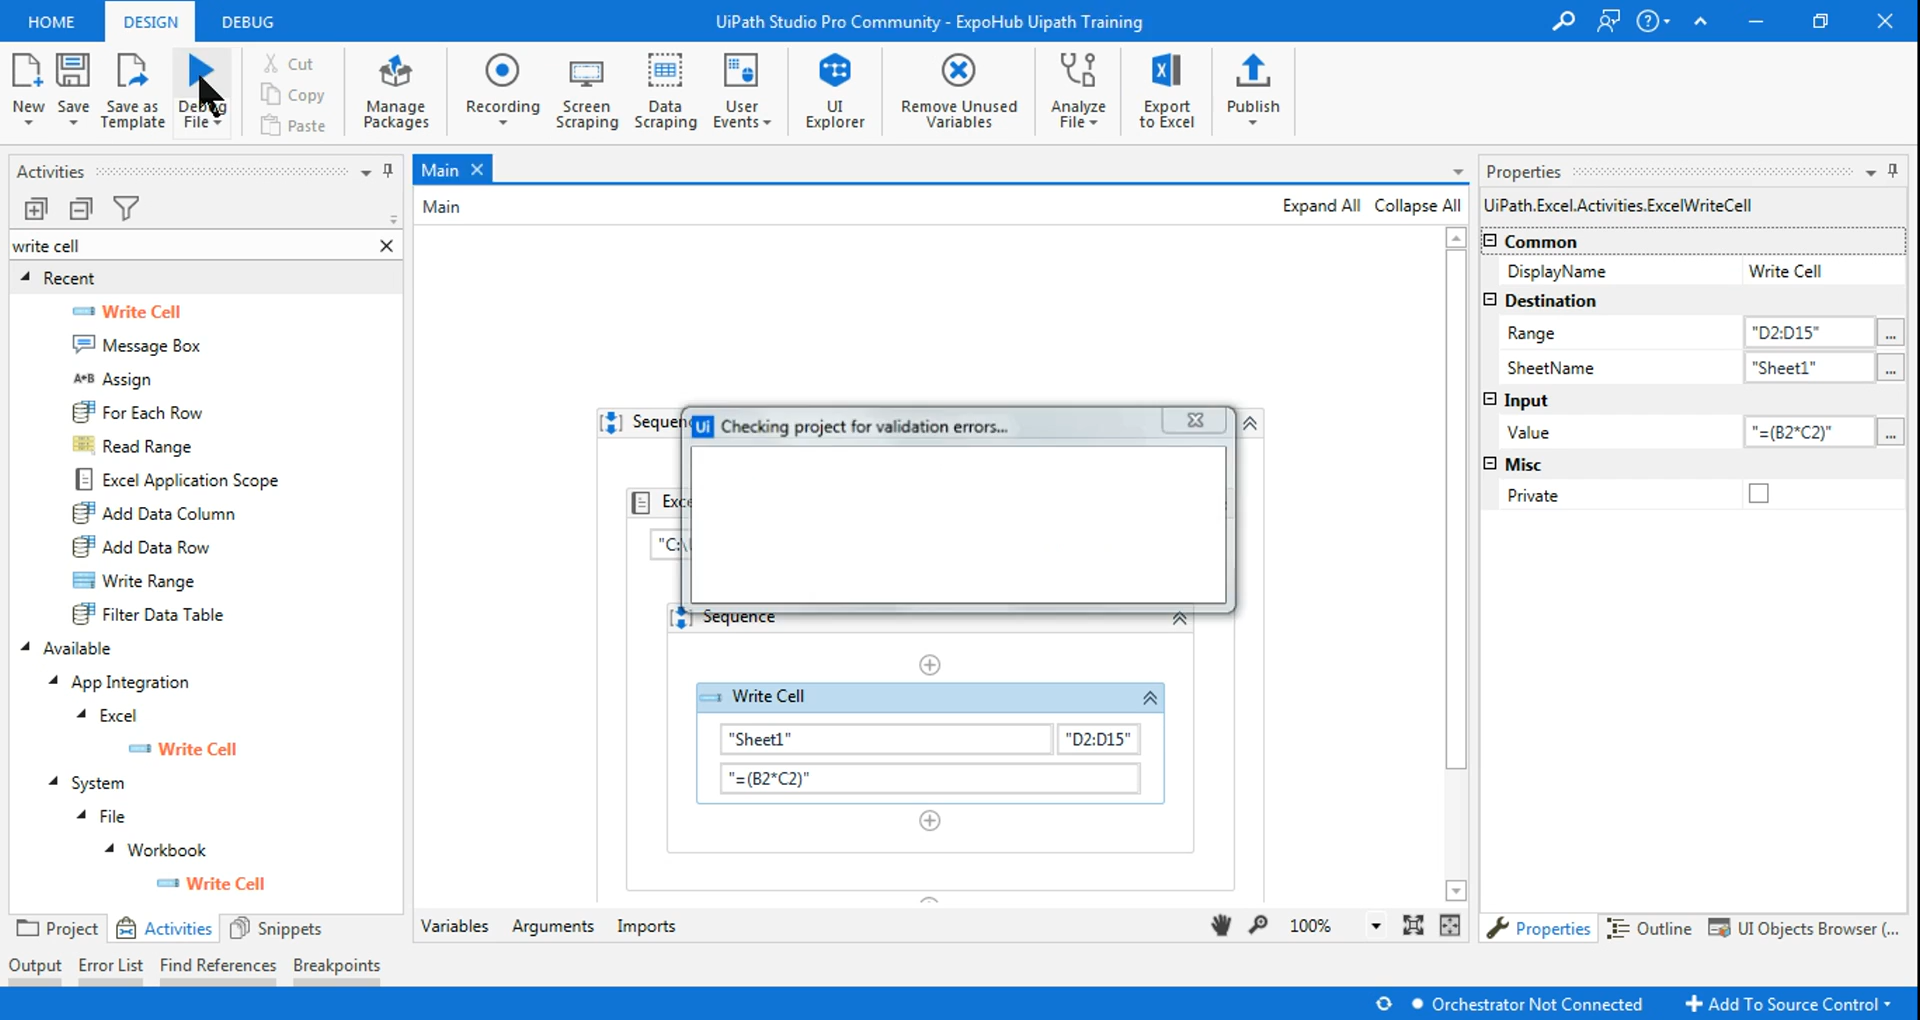 HOME DESIGN DEBUG UiPath Studio Pro Community - ExpoHub Uipath Training
New Save Save as Template Debug File Cut Copy Paste Manage Packages Recording Screen Scraping Data Scraping User Events UI Explorer Remove Unused Variables Analyze File Export to Excel Publish
Activities
write cell
Recent
Write Cell
Message Box
A+B Assign
For Each Row
Read Range
Excel Application Scope
Add Data Column
Add Data Row
Write Range
Filter Data Table
Available
App Integration
Excel
Write Cell
System
File
Workbook
Write Cell
Project Activities Snippets
Main
Main Expand All Collapse All
Ui Checking project for validation errors...
"C:\
Sequence
Write Cell
"Sheet1" "D2:D15"
"=(B2*C2)"
Variables Arguments Imports 100%
Properties
UiPath.Excel.Activities.ExcelWriteCell
Common
DisplayName Write Cell
Destination
Range "D2:D15" ...
SheetName "Sheet1" ...
Input
Value "=(B2*C2)" ...
Misc
Private
Properties Outline UI Objects Browser (...
Output Error List Find References Breakpoints
Orchestrator Not Connected Add To Source Control